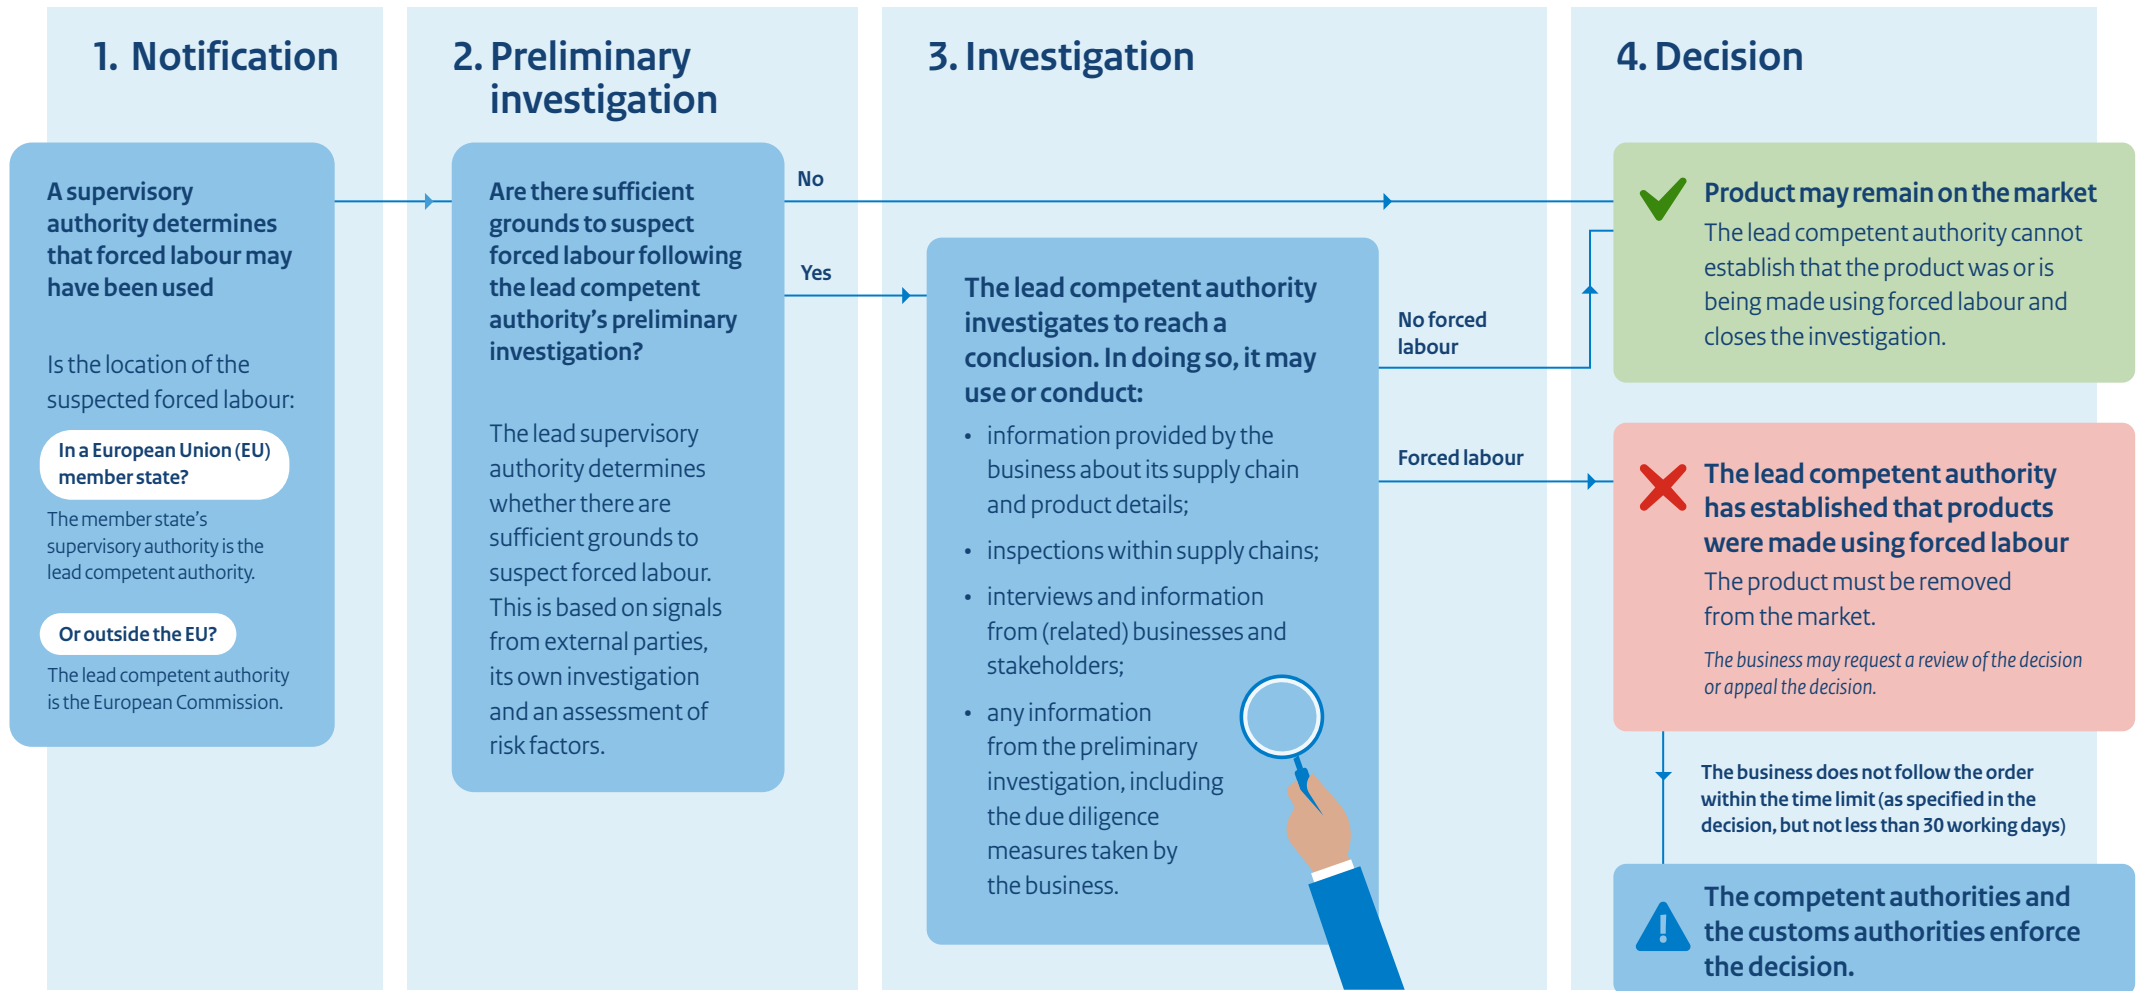 1. Notification
A supervisory
authority determines
that forced labour may
have been used
Is the location of the
suspected forced labour:
In a European Union (EU)
member state?
The member state's
supervisory authority is the
lead competent authority.
Or outside the EU?
The lead competent authority
is the European Commission.
2. Preliminary
investigation
Are there sufficient
grounds to suspect
forced labour following
the lead competent
authority's preliminary
investigation?
The lead supervisory
authority determines
whether there are
sufficient grounds to
suspect forced labour.
This is based on signals
from external parties,
its own investigation
and an assessment of
risk factors.
No
Yes
3. Investigation
The lead competent authority
investigates to reach a
conclusion. In doing so, it may
use or conduct:
• information provided by the
business about its supply chain
and product details;
• inspections within supply chains;
• interviews and information
from (related) businesses and
stakeholders;
• any information
from the preliminary
investigation, including
the due diligence
measures taken by
the business.
No forced
labour
Forced labour
4. Decision
Product may remain on the market
The lead competent authority cannot
establish that the product was or is
being made using forced labour and
closes the investigation.
The lead competent authority
has established that products
were made using forced labour
The product must be removed
from the market.
The business may request a review of the decision
or appeal the decision.
The business does not follow the order
within the time limit (as specified in the
decision, but not less than 30 working days)
The competent authorities and
the customs authorities enforce
the decision.